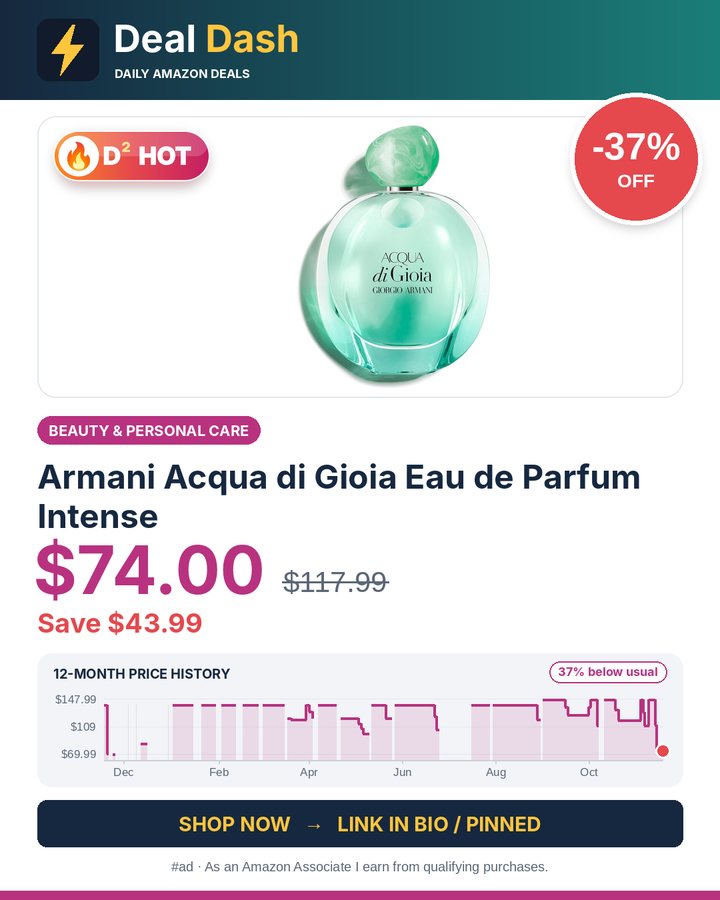 Deal Dash
DAILY AMAZON DEALS
D² HOT
-37%
OFF
ACQUA
di Gioia
GIORGIO ARMANI
BEAUTY & PERSONAL CARE
Armani Acqua di Gioia Eau de Parfum
Intense
$74.00 $117.99
Save $43.99
12-MONTH PRICE HISTORY
37% below usual
$147.99
$109
$69.99
Dec Feb Apr Jun Aug Oct
SHOP NOW → LINK IN BIO / PINNED
#ad · As an Amazon Associate I earn from qualifying purchases.